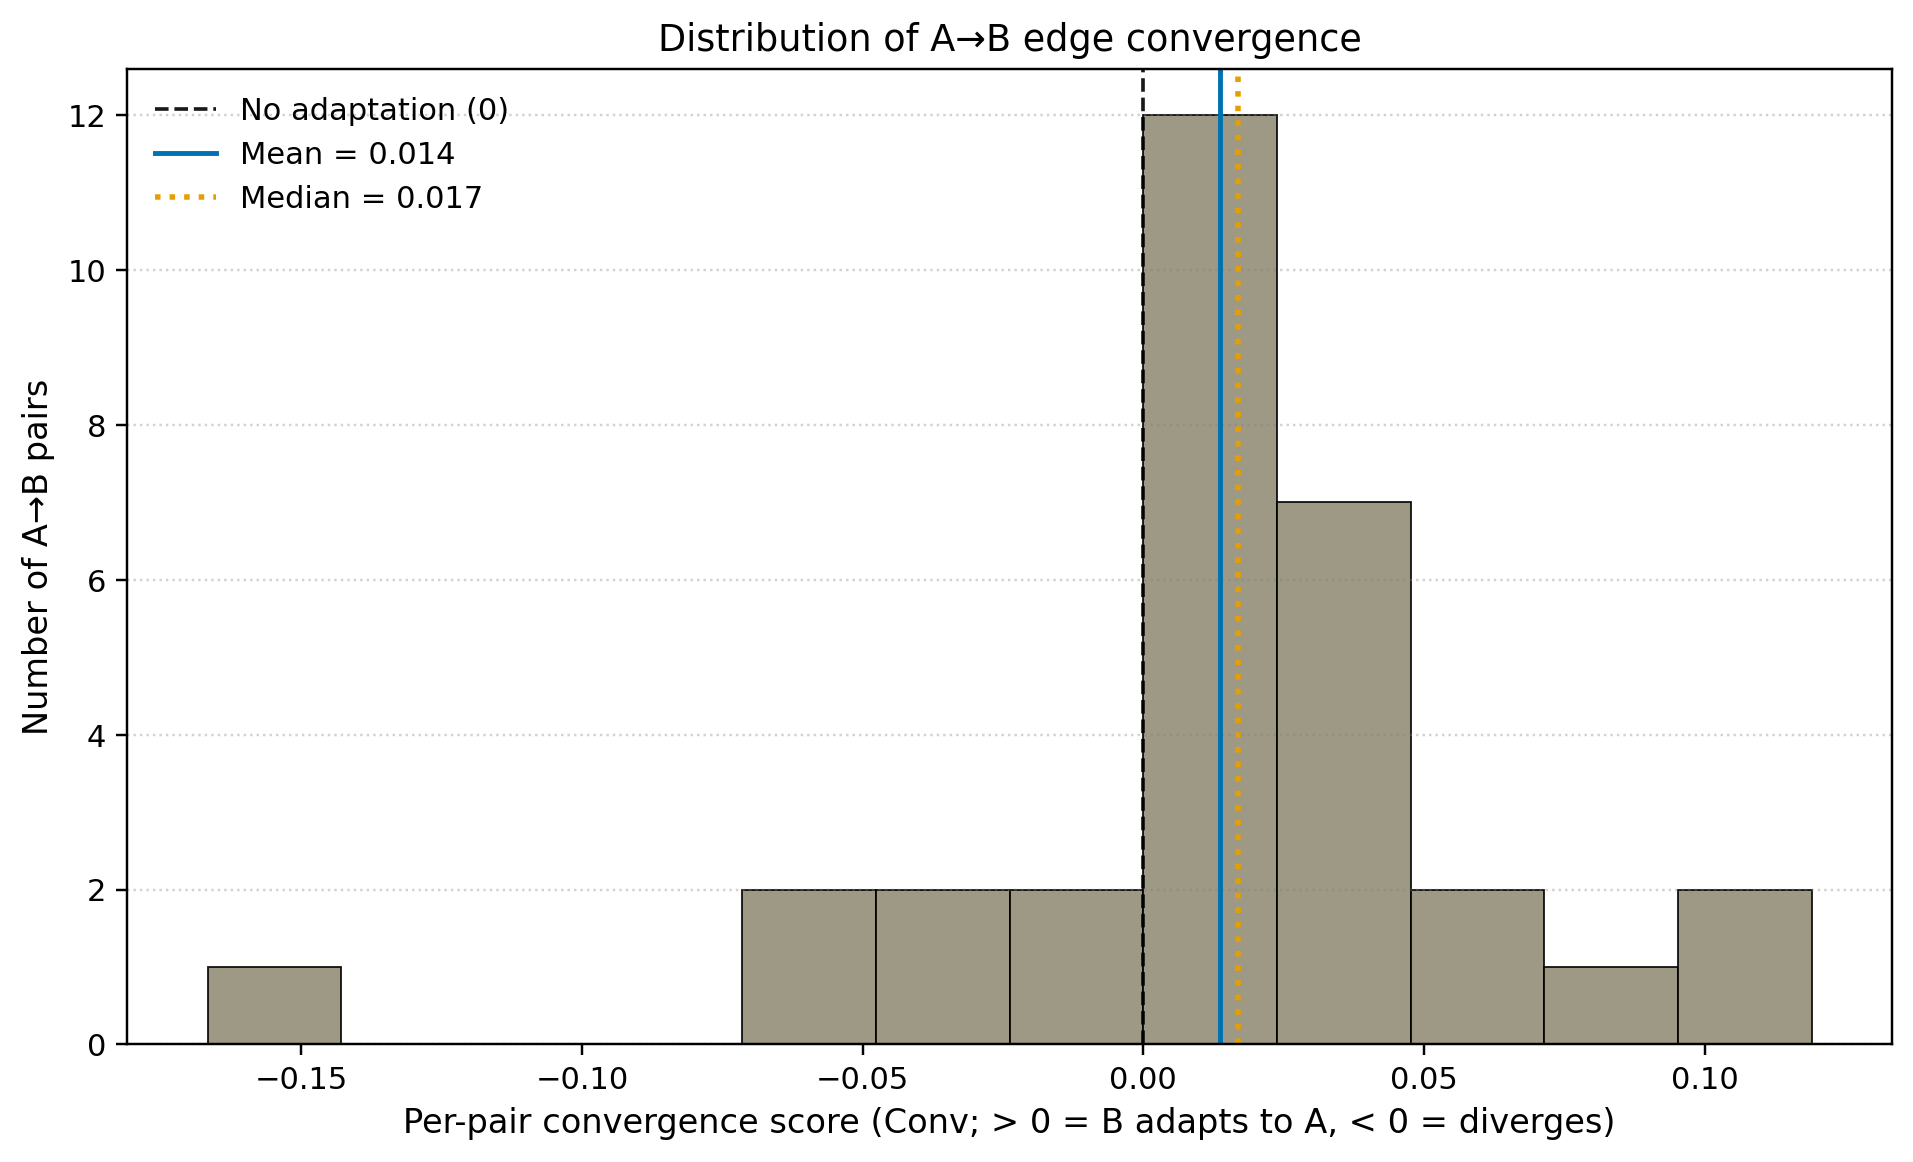 Distribution of A→B edge convergence
No adaptation (0)
Mean = 0.014
Median = 0.017
Number of A→B pairs
12
10
8
6
4
2
0
−0.15
−0.10
−0.05
0.00
0.05
0.10
Per-pair convergence score (Conv; > 0 = B adapts to A, < 0 = diverges)